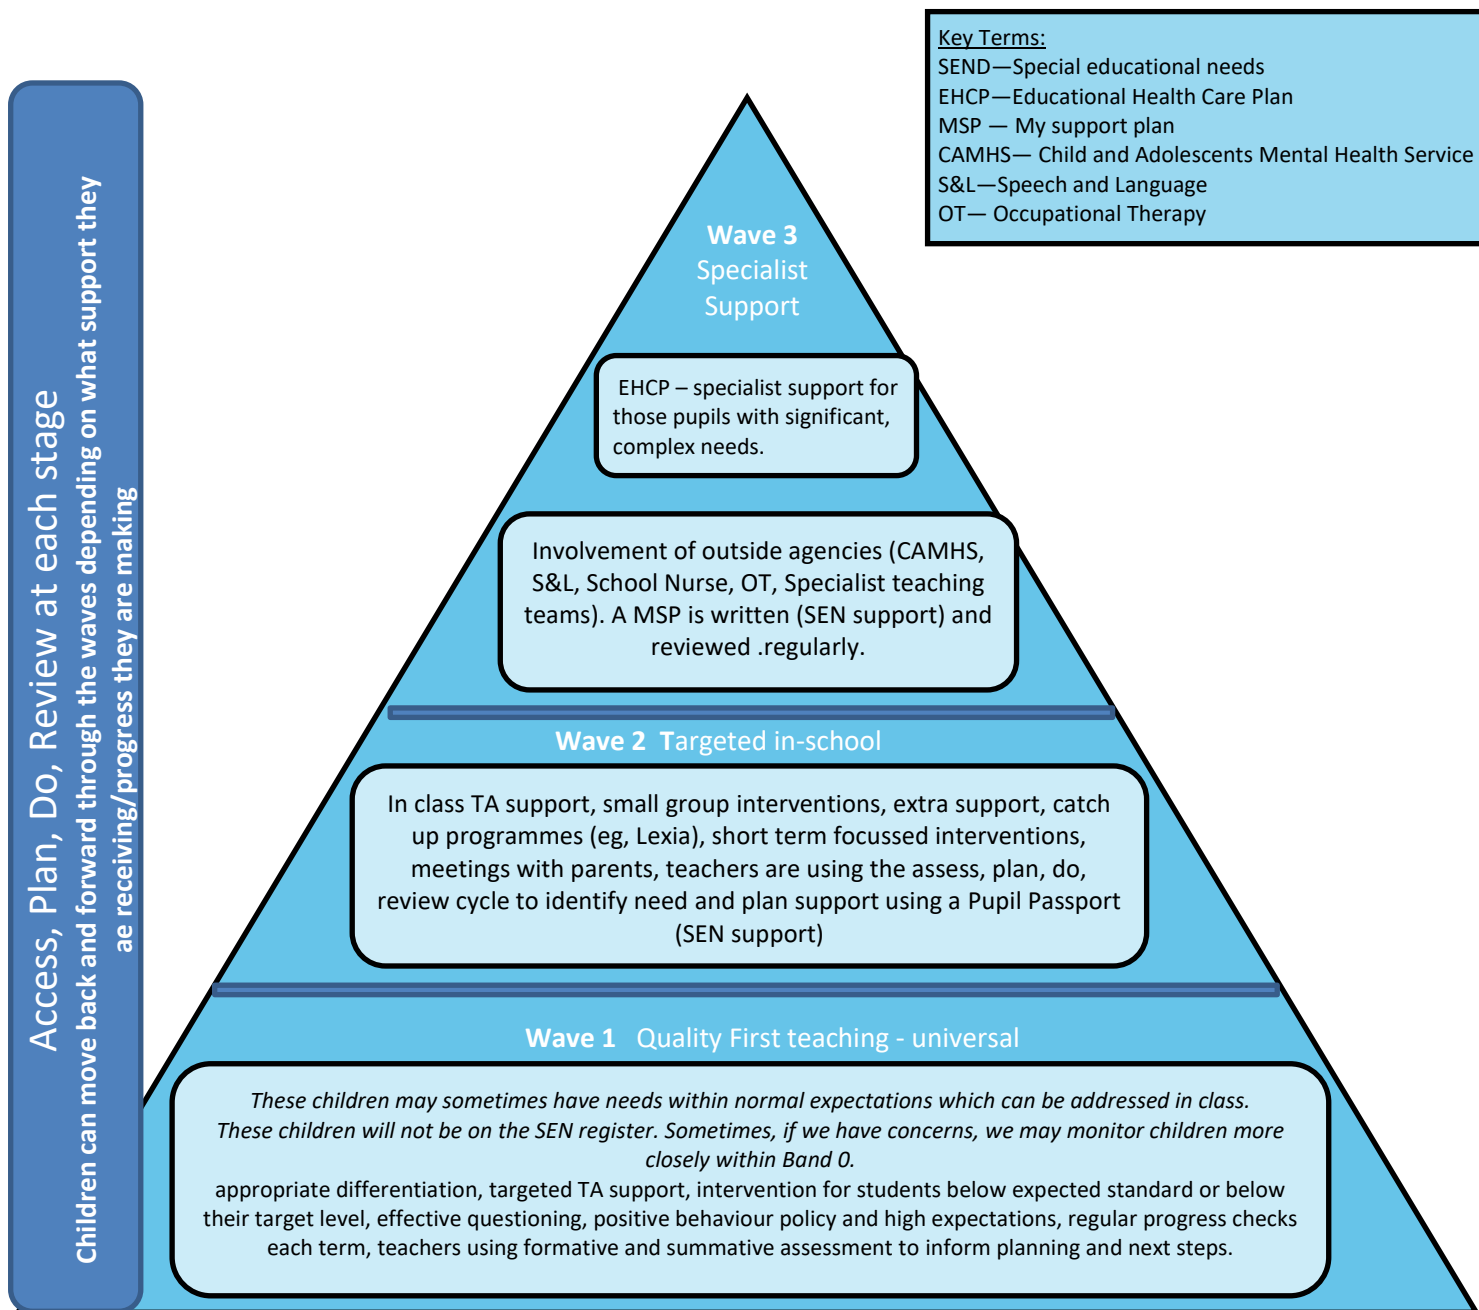 Key Terms:
SEND—Special educational needs
EHCP—Educational Health Care Plan
MSP — My support plan
CAMHS— Child and Adolescents Mental Health Service
S&L—Speech and Language
OT— Occupational Therapy
Access, Plan, Do, Review at each stage
Children can move back and forward through the waves depending on what support they
ae receiving/progress they are making
Wave 3
Specialist
Support
EHCP – specialist support for
those pupils with significant,
complex needs.
Involvement of outside agencies (CAMHS,
S&L, School Nurse, OT, Specialist teaching
teams). A MSP is written (SEN support) and
reviewed .regularly.
Wave 2 Targeted in-school
In class TA support, small group interventions, extra support, catch
up programmes (eg, Lexia), short term focussed interventions,
meetings with parents, teachers are using the assess, plan, do,
review cycle to identify need and plan support using a Pupil Passport
(SEN support)
Wave 1 Quality First teaching - universal
These children may sometimes have needs within normal expectations which can be addressed in class.
These children will not be on the SEN register. Sometimes, if we have concerns, we may monitor children more
closely within Band 0.
appropriate differentiation, targeted TA support, intervention for students below expected standard or below
their target level, effective questioning, positive behaviour policy and high expectations, regular progress checks
each term, teachers using formative and summative assessment to inform planning and next steps.